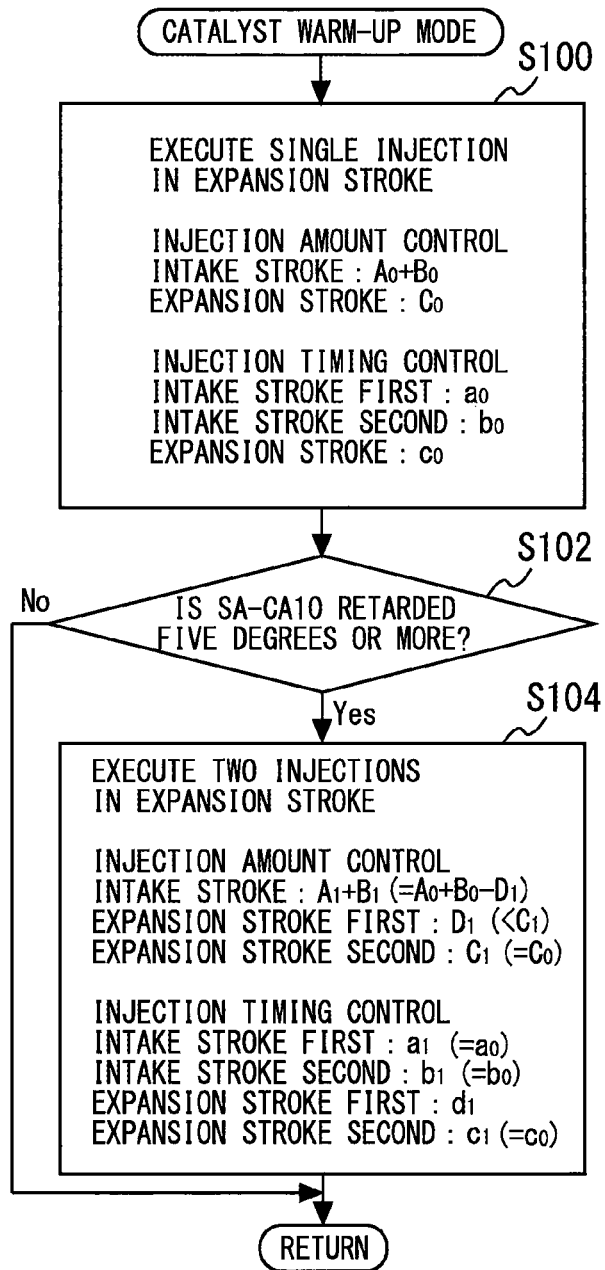 CATALYST WARM-UP MODE
S100
EXECUTE SINGLE INJECTION
IN EXPANSION STROKE
INJECTION AMOUNT CONTROL
INTAKE STROKE : A₀+B₀
EXPANSION STROKE : C₀
INJECTION TIMING CONTROL
INTAKE STROKE FIRST : a₀
INTAKE STROKE SECOND : b₀
EXPANSION STROKE : c₀
S102
No
IS SA-CA10 RETARDED
FIVE DEGREES OR MORE?
Yes
S104
EXECUTE TWO INJECTIONS
IN EXPANSION STROKE
INJECTION AMOUNT CONTROL
INTAKE STROKE : A₁+B₁ (=A₀+B₀-D₁)
EXPANSION STROKE FIRST : D₁ (<C₁)
EXPANSION STROKE SECOND : C₁ (=C₀)
INJECTION TIMING CONTROL
INTAKE STROKE FIRST : a₁ (=a₀)
INTAKE STROKE SECOND : b₁ (=b₀)
EXPANSION STROKE FIRST : d₁
EXPANSION STROKE SECOND : c₁ (=c₀)
RETURN